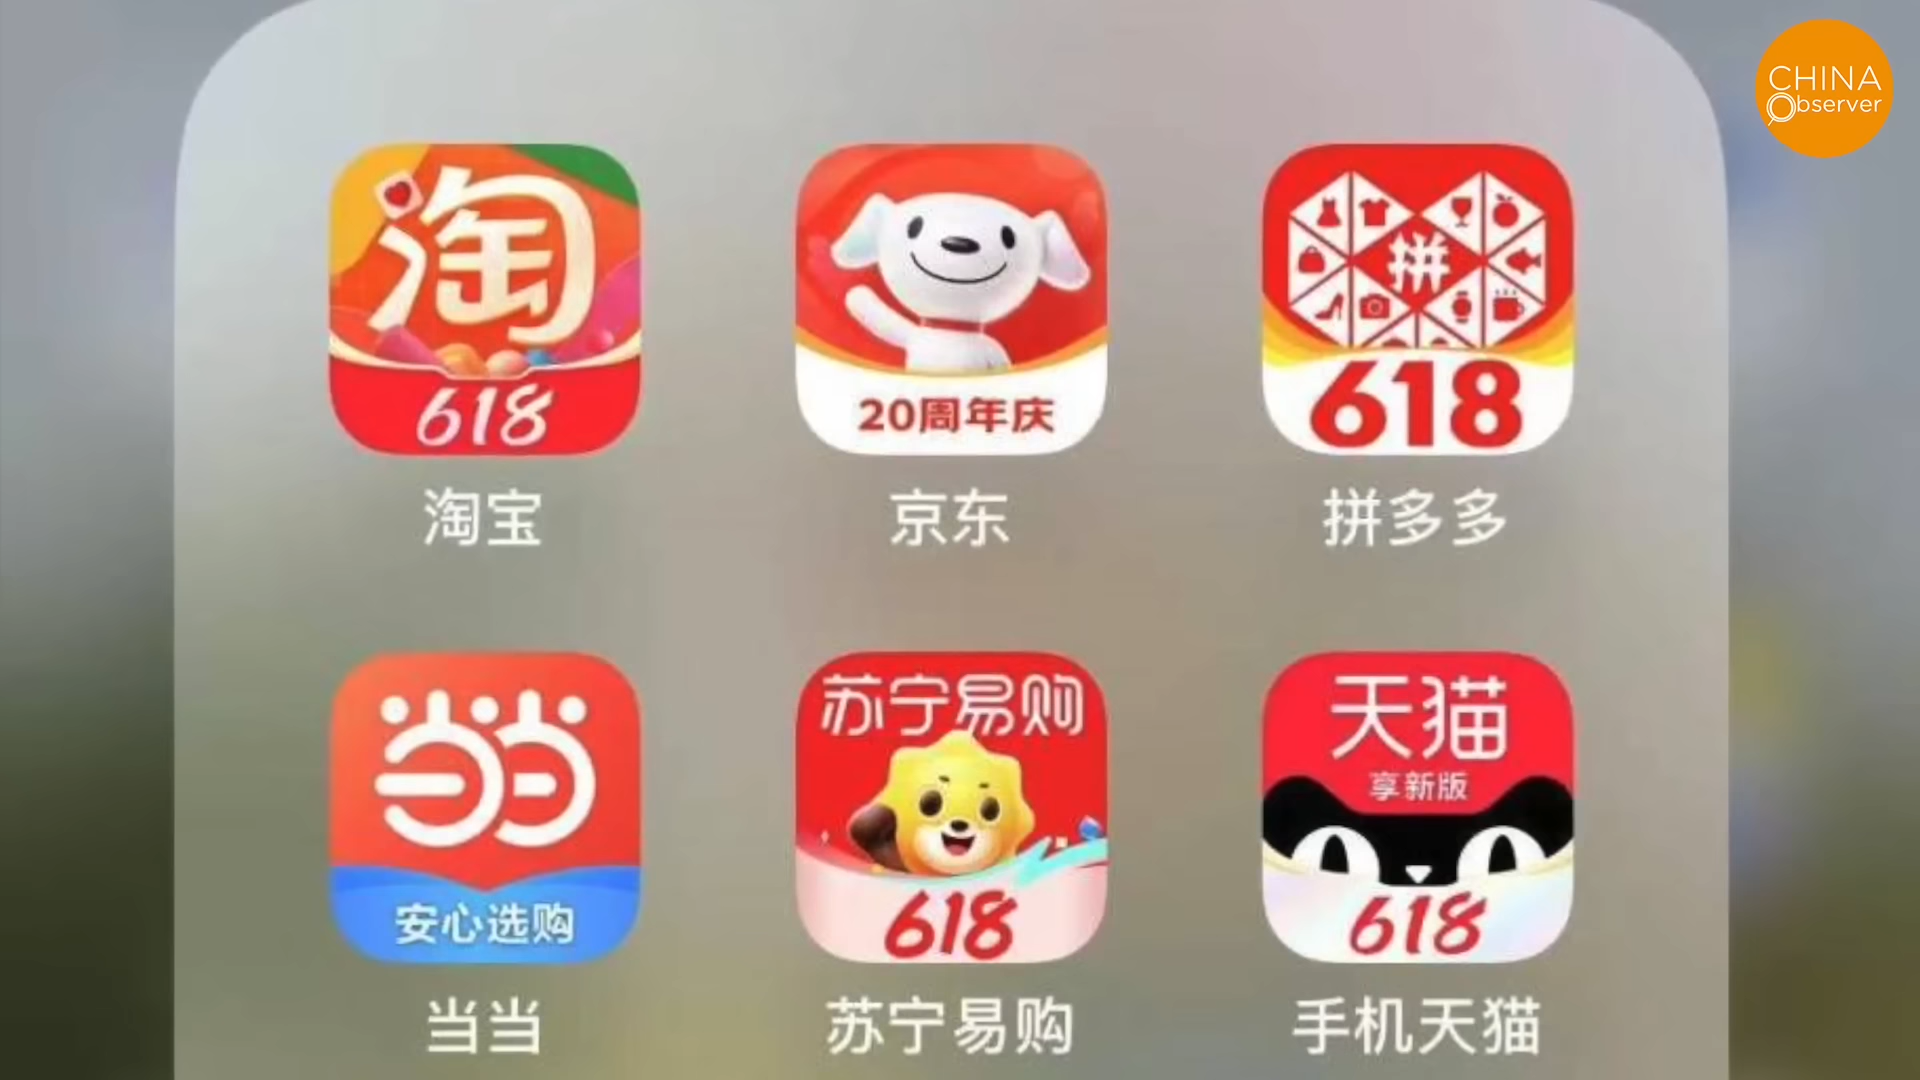 CHINA
Observer
淘
618
淘宝
20周年庆
京东
拼
618
拼多多
当当
安心选购
当当
苏宁易购
618
苏宁易购
天猫
享新版
618
手机天猫